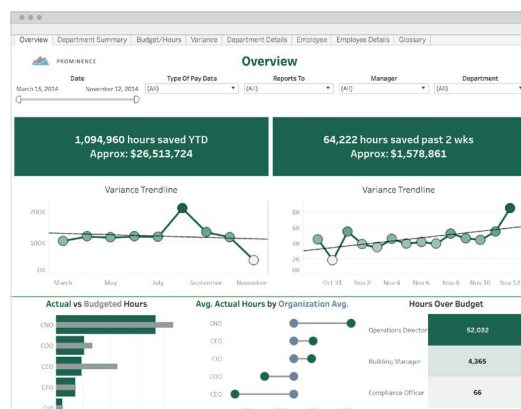 Overview Department Summary Budget/Hours Variance Department Details Employee Employee Details Glossary
PROMINENCE
Overview
Date Type Of Pay Data Reports To Manager Department
March 15, 2014 November 12, 2014 (All) (All) (All) (All)
1,094,960 hours saved YTD
Approx: $26,513,724
64,222 hours saved past 2 wks
Approx: $1,578,861
Variance Trendline
200K
100K
0K
March May July September November
Variance Trendline
8K
6K
4K
2K
0K
Oct 31 Nov 2 Nov 4 Nov 6 Nov 8 Nov 10 Nov 12
Actual vs Budgeted Hours
CNO
COO
CEO
CFO
CIO
Avg. Actual Hours by Organization Avg.
CNO
CFO
CIO
COO
CEO
Hours Over Budget
Operations Director 52,032
Building Manager 4,365
Compliance Officer 66